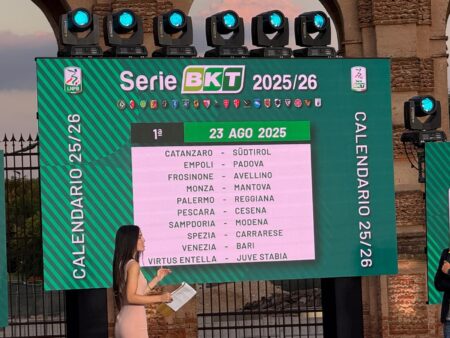 Serie BKT 2025/26
CALENDARIO 25/26
1ª 23 AGO 2025
CATANZARO - SÜDTIROL
EMPOLI - PADOVA
FROSINONE - AVELLINO
MONZA - MANTOVA
PALERMO - REGGIANA
PESCARA - CESENA
SAMPDORIA - MODENA
SPEZIA - CARRARESE
VENEZIA - BARI
VIRTUS ENTELLA - JUVE STABIA
CALENDARIO 25/26